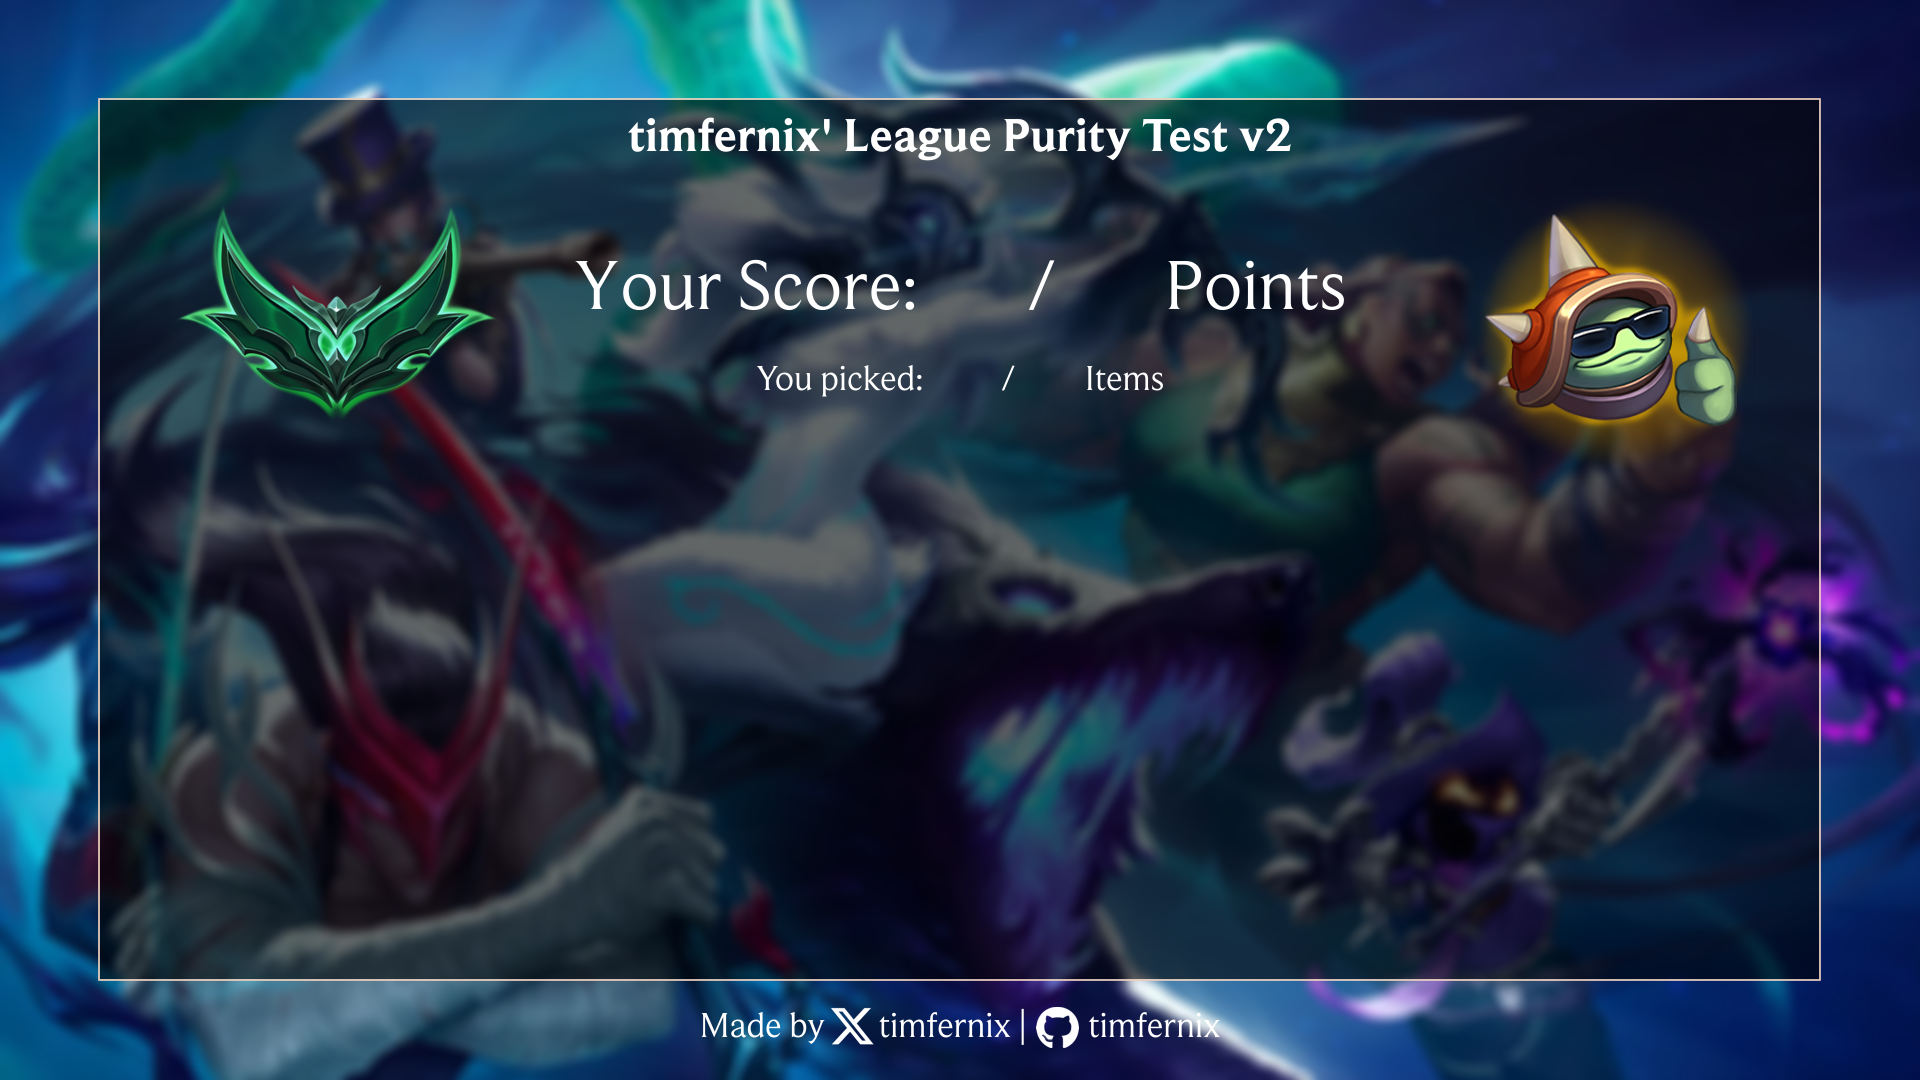 timfernix' League Purity Test v2
Your Score: / Points
You picked: / Items
Made by timfernix | timfernix